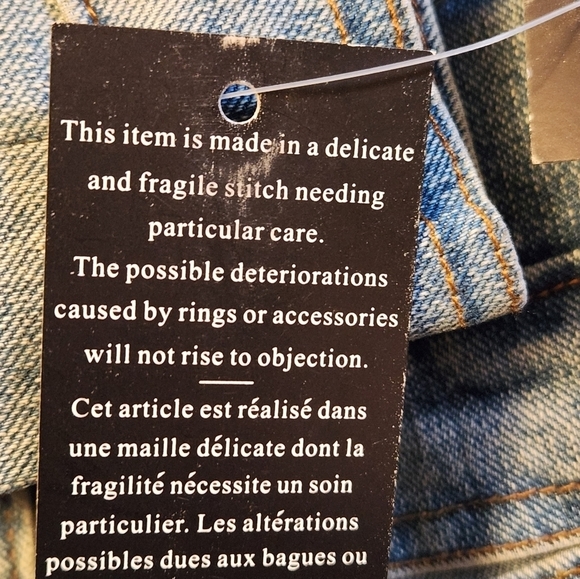 This item is made in a delicate
and fragile stitch needing
particular care.
The possible deteriorations
caused by rings or accessories
will not rise to objection.
Cet article est réalisé dans
une maille délicate dont la
fragilité nécessite un soin
particulier. Les altérations
possibles dues aux bagues ou